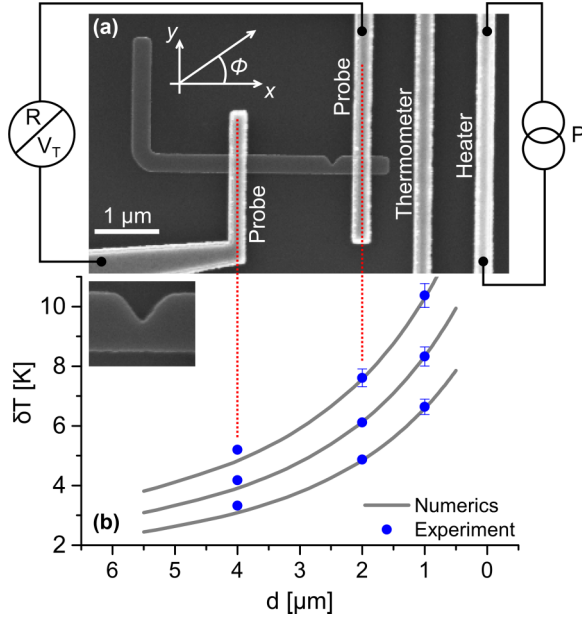 (a)
y
Φ
x
R
V_T
P
Probe
Thermometer
Heater
Probe
1 μm
10
8
6
4
2
δT [K]
(b)
Numerics
Experiment
6
5
4
3
2
1
0
d [μm]